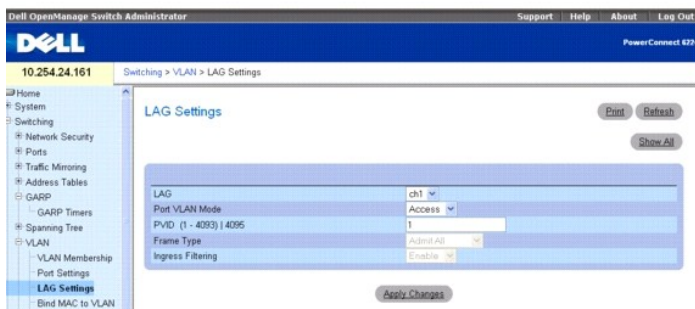 Dell OpenManage Switch Administrator
Support Help About Log Out
DELL
PowerConnect 622
10.254.24.161
Switching > VLAN > LAG Settings
Home
System
Switching
Network Security
Ports
Traffic Mirroring
Address Tables
GARP
GARP Timers
Spanning Tree
VLAN
VLAN Membership
Port Settings
LAG Settings
Bind MAC to VLAN
LAG Settings
Print Refresh
Show All
LAG ch1
Port VLAN Mode Access
PVID (1 - 4093) | 4095 1
Frame Type Admit All
Ingress Filtering Enable
Apply Changes